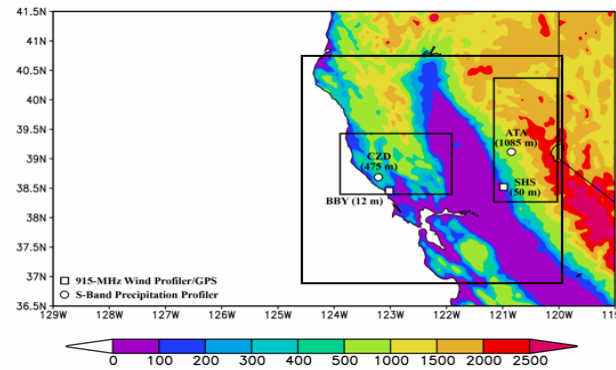 41.5N
41N
40.5N
40N
39.5N
39N
38.5N
38N
37.5N
37N
36.5N
ATA
(1085 m)
CZD
(475 m)
SHS
(50 m)
BBY (12 m)
915-MHz Wind Profiler/GPS
S-Band Precipitation Profiler
129W 128W 127W 126W 125W 124W 123W 122W 121W 120W
0 100 200 300 400 500 1000 1500 2000 2500